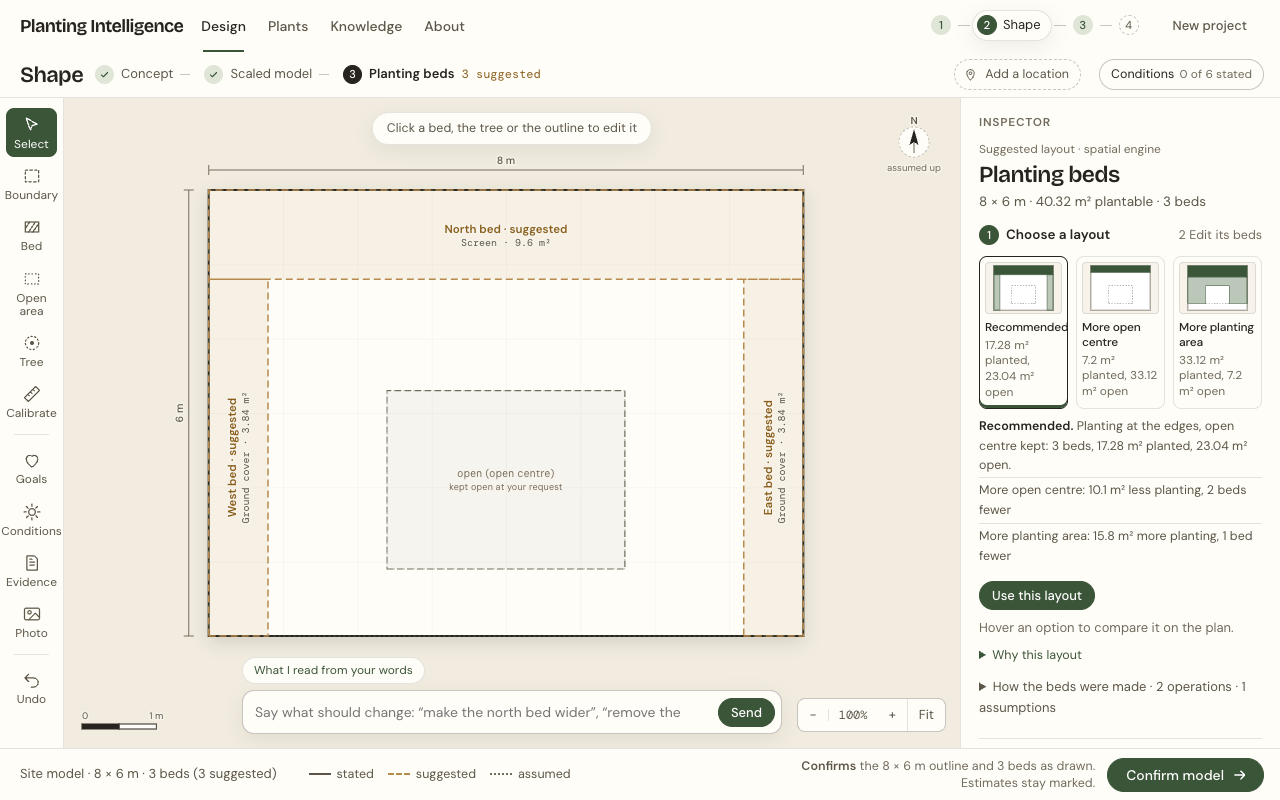 Planting Intelligence Design Plants Knowledge About 1 2 Shape 3 4 New project
Shape Concept 
Scaled model 3 Planting beds 3 suggested Add a location Conditions 0 of 6 stated
Select
Boundary
Bed
Open
area
Tree
Calibrate
Goals
Conditions
Evidence
Photo
Undo
Click a bed, the tree or the outline to edit it
N
assumed up
8 m
6 m
North bed · suggested
Screen · 9.6 m²
West bed · suggested
Ground cover · 3.84 m²
open (open centre)
kept open at your request
East bed · suggested
Ground cover · 3.84 m²
What I read from your words
Say what should change: “make the north bed wider”, “remove the
Send
0 1 m
− 100% + Fit
INSPECTOR
Suggested layout · spatial engine
Planting beds
8 × 6 m · 40.32 m² plantable · 3 beds
1 Choose a layout 2 Edit its beds
Recommended
17.28 m²
planted,
23.04 m²
open
More open
centre
7.2 m²
planted, 33.12
m² open
More planting
area
33.12 m²
planted, 7.2
m² open
Recommended. Planting at the edges, open
centre kept: 3 beds, 17.28 m² planted, 23.04 m²
open.
More open centre: 10.1 m² less planting, 2 beds
fewer
More planting area: 15.8 m² more planting, 1 bed
fewer
Use this layout
Hover an option to compare it on the plan.
Why this layout
How the beds were made · 2 operations · 1
assumptions
Site model · 8 × 6 m · 3 beds (3 suggested) stated suggested assumed
Confirms the 8 × 6 m outline and 3 beds as drawn.
Estimates stay marked.
Confirm model →